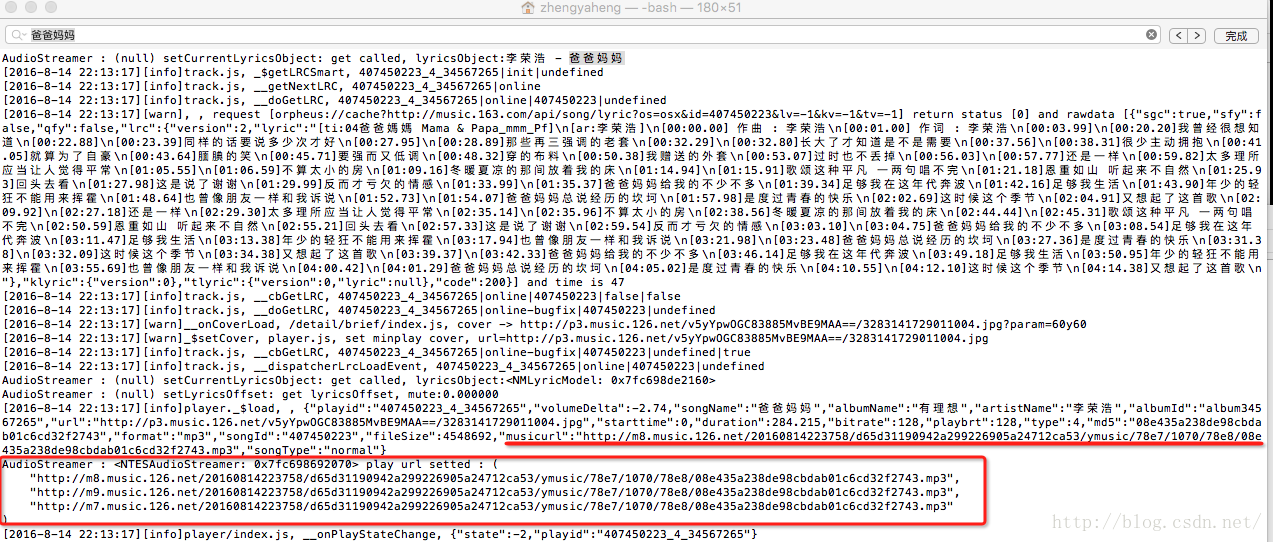 zhengyaheng — -bash — 180×51
爸爸妈妈
完成
AudioStreamer : (null) setCurrentLyricsObject: get called, lyricsObject:李荣浩 - 爸爸妈妈
[2016-8-14 22:13:17][info]track.js, _$getLRCSmart, 407450223_4_34567265|init|undefined
[2016-8-14 22:13:17][info]track.js, __getNextLRC, 407450223_4_34567265|online
[2016-8-14 22:13:17][info]track.js, __doGetLRC, 407450223_4_34567265|online|407450223|undefined
[2016-8-14 22:13:17][warn], , request [orpheus://cache?http://music.163.com/api/song/lyric?os=osx&id=407450223&lv=-1&kv=-1&tv=-1] return status [0] and rawdata [{"sgc":true,"sfy":f
alse,"qfy":false,"lrc":{"version":2,"lyric":"[ti:04爸爸媽媽 Mama & Papa_mmm_Pf]\n[ar:李荣浩]\n[00:00.00] 作曲 : 李荣浩\n[00:01.00] 作词 : 李荣浩\n[00:03.99]\n[00:20.20]我曾经很想知
道\n[00:22.88]\n[00:23.39]同样的话要说多少次才好\n[00:27.95]\n[00:28.89]那些再三强调的老套\n[00:32.29]\n[00:32.80]长大了才知道是不是需要\n[00:37.56]\n[00:38.31]很少主动拥抱\n[00:41
.05]就算为了自豪\n[00:43.64]腼腆的笑\n[00:45.71]要强而又低调\n[00:48.32]穿的布料\n[00:50.38]我赠送的外套\n[00:53.07]过时也不丢掉\n[00:56.03]\n[00:57.77]还是一样\n[00:59.82]太多理所
应当让人觉得平常\n[01:05.55]\n[01:06.59]不算太小的房\n[01:09.16]冬暖夏凉的那间放着我的床\n[01:14.94]\n[01:15.91]歌颂这种平凡 一两句唱不完\n[01:21.18]恩重如山 听起来不自然\n[01:25.9
3]回头去看\n[01:27.98]这是说了谢谢\n[01:29.99]反而才亏欠的情感\n[01:33.99]\n[01:35.37]爸爸妈妈给我的不少不多\n[01:39.34]足够我在这年代奔波\n[01:42.16]足够我生活\n[01:43.90]年少的轻
狂不能用来挥霍\n[01:48.64]也曾像朋友一样和我诉说\n[01:52.73]\n[01:54.07]爸爸妈妈总说经历的坎坷\n[01:57.98]是度过青春的快乐\n[02:02.69]这时候这个季节\n[02:04.91]又想起了这首歌\n[02:
09.92]\n[02:27.18]还是一样\n[02:29.30]太多理所应当让人觉得平常\n[02:35.14]\n[02:35.96]不算太小的房\n[02:38.56]冬暖夏凉的那间放着我的床\n[02:44.44]\n[02:45.31]歌颂这种平凡 一两句唱
不完\n[02:50.59]恩重如山 听起来不自然\n[02:55.21]回头去看\n[02:57.33]这是说了谢谢\n[02:59.54]反而才亏欠的情感\n[03:03.10]\n[03:04.75]爸爸妈妈给我的不少不多\n[03:08.54]足够我在这年
代奔波\n[03:11.47]足够我生活\n[03:13.38]年少的轻狂不能用来挥霍\n[03:17.94]也曾像朋友一样和我诉说\n[03:21.98]\n[03:23.48]爸爸妈妈总说经历的坎坷\n[03:27.36]是度过青春的快乐\n[03:31.3
8]\n[03:32.09]这时候这个季节\n[03:34.38]又想起了这首歌\n[03:39.37]\n[03:42.33]爸爸妈妈给我的不少不多\n[03:46.14]足够我在这年代奔波\n[03:49.18]足够我生活\n[03:50.95]年少的轻狂不能用
来挥霍\n[03:55.69]也曾像朋友一样和我诉说\n[04:00.42]\n[04:01.29]爸爸妈妈总说经历的坎坷\n[04:05.02]是度过青春的快乐\n[04:10.55]\n[04:12.10]这时候这个季节\n[04:14.38]又想起了这首歌\n
"},"klyric":{"version":0},"tlyric":{"version":0,"lyric":null},"code":200}] and time is 47
[2016-8-14 22:13:17][info]track.js, __cbGetLRC, 407450223_4_34567265|online|407450223|false|false
[2016-8-14 22:13:17][info]track.js, __doGetLRC, 407450223_4_34567265|online-bugfix|407450223|undefined
[2016-8-14 22:13:17][warn]__onCoverLoad, /detail/brief/index.js, cover -> http://p3.music.126.net/v5yYpwOGC83885MvBE9MAA==/3283141729011004.jpg?param=60y60
[2016-8-14 22:13:17][warn]_$setCover, player.js, set minplay cover, url=http://p3.music.126.net/v5yYpwOGC83885MvBE9MAA==/3283141729011004.jpg
[2016-8-14 22:13:17][info]track.js, __cbGetLRC, 407450223_4_34567265|online-bugfix|407450223|undefined|true
[2016-8-14 22:13:17][info]track.js, __dispatcherLrcLoadEvent, 407450223_4_34567265|online|407450223|undefined
AudioStreamer : (null) setCurrentLyricsObject: get called, lyricsObject:<NMLyricModel: 0x7fc698de2160>
AudioStreamer : (null) setLyricsOffset: get lyricsOffset, mute:0.000000
[2016-8-14 22:13:17][info]player._$load, , {"playid":"407450223_4_34567265","volumeDelta":-2.74,"songName":"爸爸妈妈","albumName":"有理想","artistName":"李荣浩","albumId":"album345
67265","url":"http://p3.music.126.net/v5yYpwOGC83885MvBE9MAA==/3283141729011004.jpg","starttime":0,"duration":284.215,"bitrate":128,"playbrt":128,"type":4,"md5":"08e435a238de98cbda
b01c6cd32f2743","format":"mp3","songId":"407450223","fileSize":4548692,"musicurl":"http://m8.music.126.net/20160814223758/d65d31190942a299226905a24712ca53/ymusic/78e7/1070/78e8/08e
435a238de98cbdab01c6cd32f2743.mp3","songType":"normal"}
AudioStreamer : <NTESAudioStreamer: 0x7fc698692070> play url setted : (
"http://m8.music.126.net/20160814223758/d65d31190942a299226905a24712ca53/ymusic/78e7/1070/78e8/08e435a238de98cbdab01c6cd32f2743.mp3",
"http://m9.music.126.net/20160814223758/d65d31190942a299226905a24712ca53/ymusic/78e7/1070/78e8/08e435a238de98cbdab01c6cd32f2743.mp3",
"http://m7.music.126.net/20160814223758/d65d31190942a299226905a24712ca53/ymusic/78e7/1070/78e8/08e435a238de98cbdab01c6cd32f2743.mp3"
)
[2016-8-14 22:13:17][info]player/index.js, __onPlayStateChange, {"state":-2,"playid":"407450223_4_34567265"}
http://blog.csdn.net/